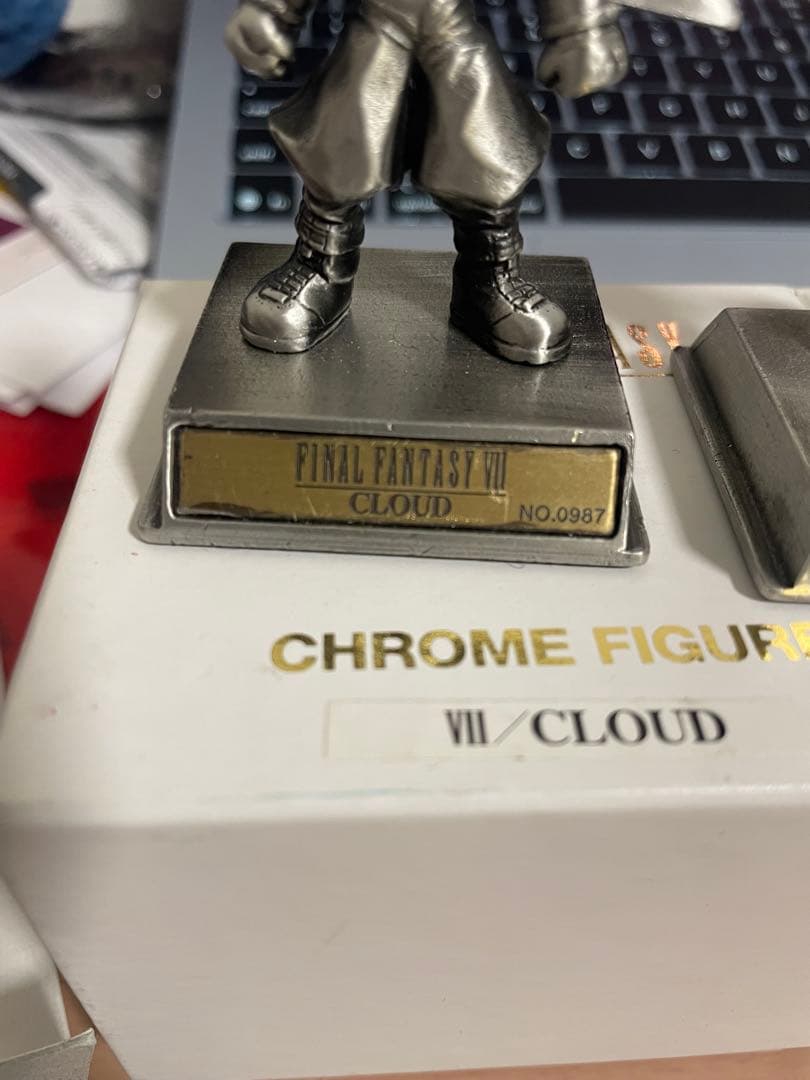 FINAL FANTASY VII
CLOUD
NO.0987
CHROME FIGURE
VII/CLOUD